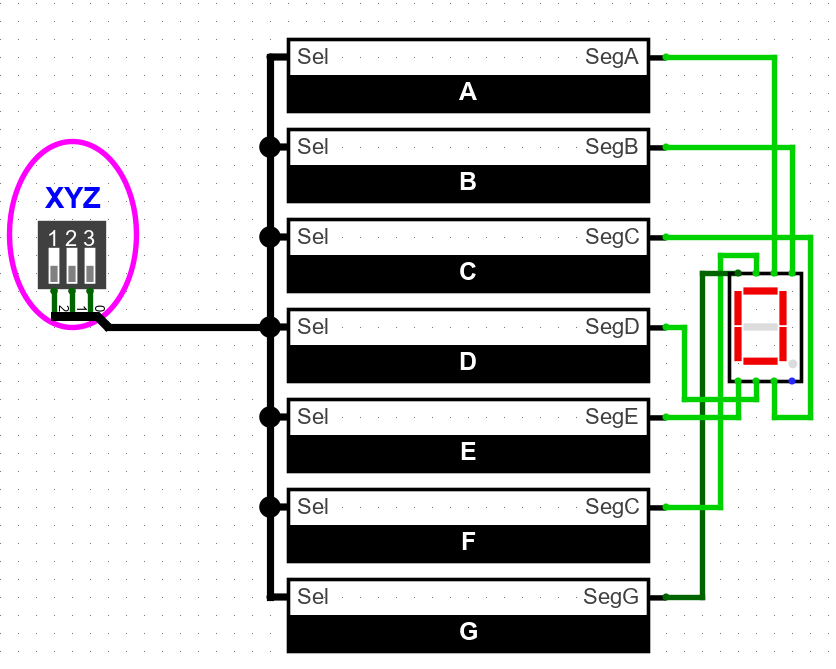 XYZ
1 2 3
2 1 0
Sel SegA
A
Sel SegB
B
Sel SegC
C
Sel SegD
D
Sel SegE
E
Sel SegC
F
Sel SegG
G